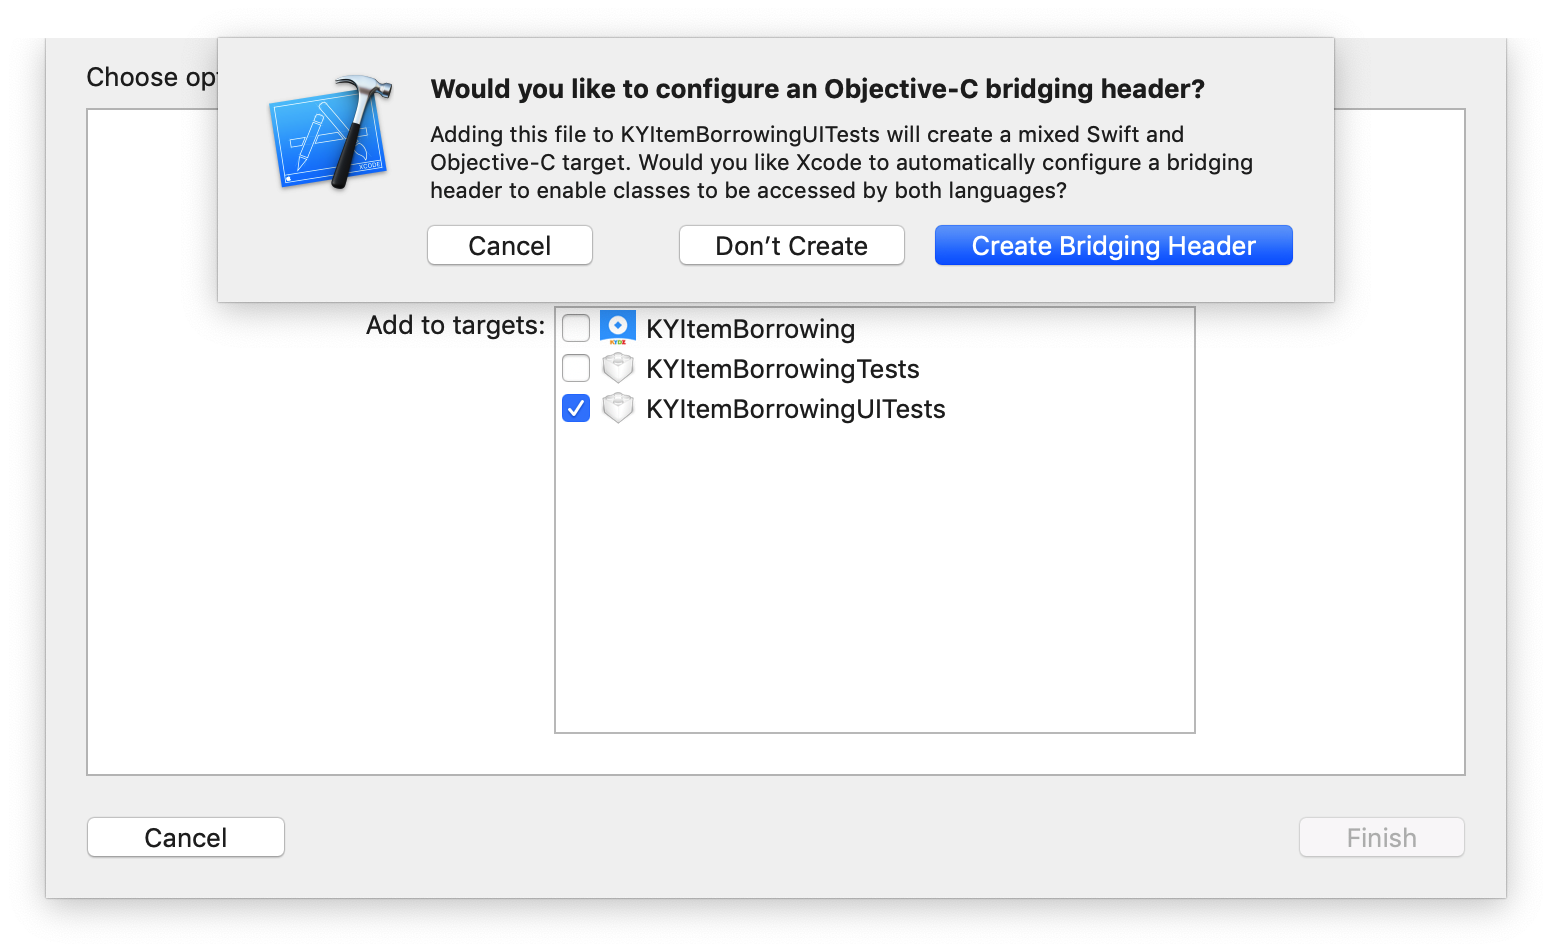 Choose op
Would you like to configure an Objective-C bridging header?
Adding this file to KYItemBorrowingUITests will create a mixed Swift and
Objective-C target. Would you like Xcode to automatically configure a bridging
header to enable classes to be accessed by both languages?
XCODE
Cancel
Don’t Create
Create Bridging Header
Add to targets:
KYItemBorrowing
KYItemBorrowingTests
KYItemBorrowingUITests
Cancel
Finish